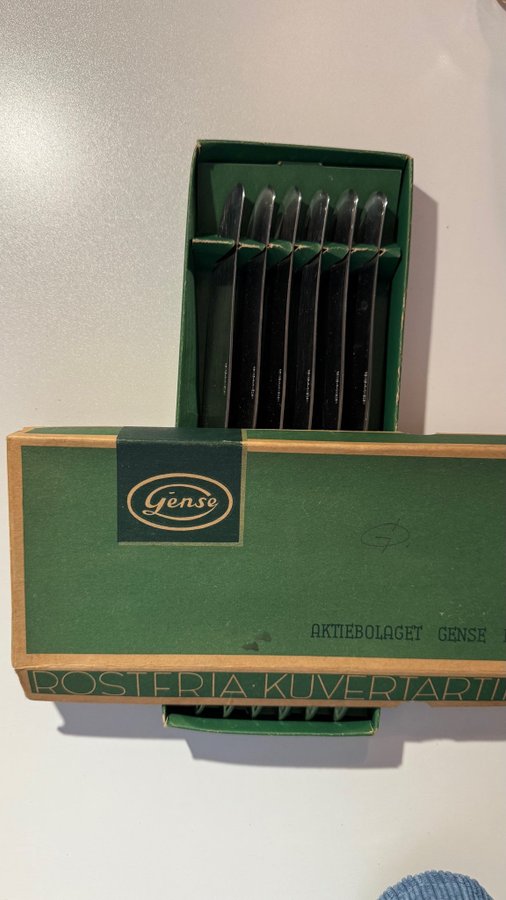 Gense
AKTIEBOLAGET GENSE
ROSTFRIA · KUVERTARTI